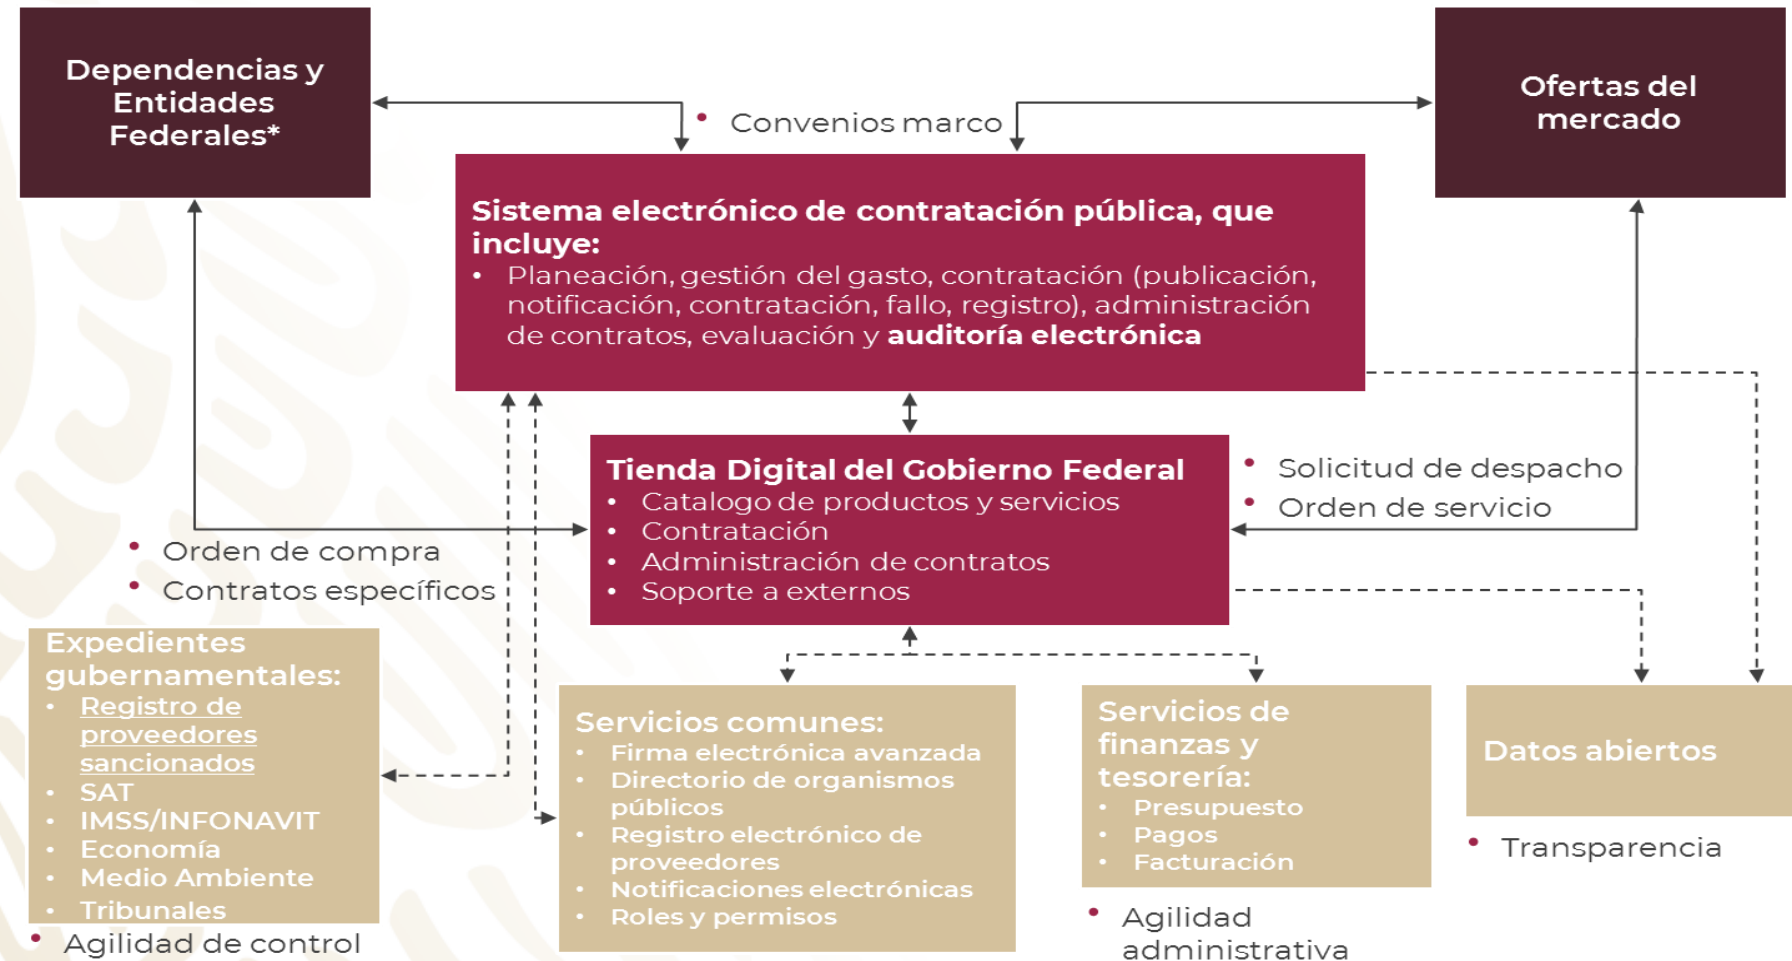 Dependencias y
Entidades
Federales*
• Convenios marco
Ofertas del
mercado
Sistema electrónico de contratación pública, que
incluye:
• Planeación, gestión del gasto, contratación (publicación,
notificación, contratación, fallo, registro), administración
de contratos, evaluación y auditoría electrónica
Tienda Digital del Gobierno Federal
• Catalogo de productos y servicios
• Contratación
• Administración de contratos
• Soporte a externos
• Solicitud de despacho
• Orden de servicio
• Orden de compra
• Contratos específicos
Expedientes
gubernamentales:
• Registro de
proveedores
sancionados
• SAT
• IMSS/INFONAVIT
• Economía
• Medio Ambiente
• Tribunales
• Agilidad de control
Servicios comunes:
• Firma electrónica avanzada
• Directorio de organismos
públicos
• Registro electrónico de
proveedores
• Notificaciones electrónicas
• Roles y permisos
Servicios de
finanzas y
tesorería:
• Presupuesto
• Pagos
• Facturación
• Agilidad
administrativa
Datos abiertos
• Transparencia